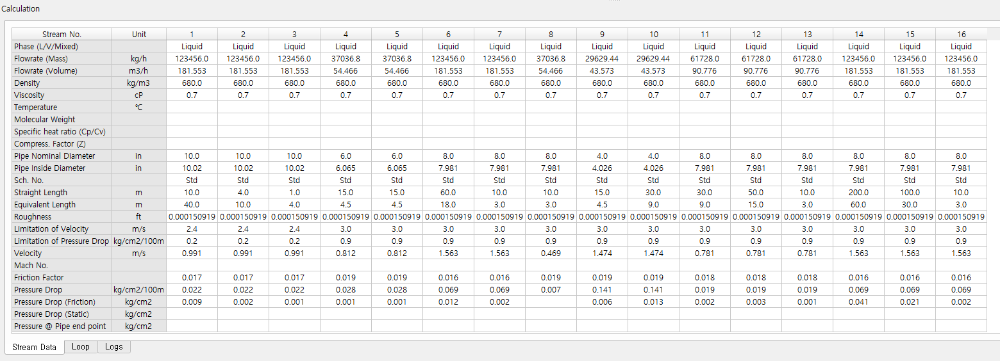 Calculation
Stream No. Unit 1 2 3 4 5 6 7 8 9 10 11 12 13 14 15 16
Phase (L/V/Mixed) Liquid Liquid Liquid Liquid Liquid Liquid Liquid Liquid Liquid Liquid Liquid Liquid Liquid Liquid Liquid Liquid
Flowrate (Mass) kg/h 123456.0 123456.0 123456.0 37036.8 37036.8 123456.0 123456.0 37036.8 29629.44 29629.44 61728.0 61728.0 61728.0 123456.0 123456.0 123456.0
Flowrate (Volume) m3/h 181.553 181.553 181.553 54.466 54.466 181.553 181.553 54.466 43.573 43.573 90.776 90.776 90.776 181.553 181.553 181.553
Density kg/m3 680.0 680.0 680.0 680.0 680.0 680.0 680.0 680.0 680.0 680.0 680.0 680.0 680.0 680.0 680.0 680.0
Viscosity cP 0.7 0.7 0.7 0.7 0.7 0.7 0.7 0.7 0.7 0.7 0.7 0.7 0.7 0.7 0.7 0.7
Temperature ℃
Molecular Weight
Specific heat ratio (Cp/Cv)
Compress. Factor (Z)
Pipe Nominal Diameter in 10.0 10.0 10.0 6.0 6.0 8.0 8.0 8.0 4.0 4.0 8.0 8.0 8.0 8.0 8.0 8.0
Pipe Inside Diameter in 10.02 10.02 10.02 6.065 6.065 7.981 7.981 7.981 4.026 4.026 7.981 7.981 7.981 7.981 7.981 7.981
Sch. No. Std Std Std Std Std Std Std Std Std Std Std Std Std Std Std Std
Straight Length m 10.0 4.0 1.0 15.0 15.0 60.0 10.0 10.0 15.0 30.0 30.0 50.0 10.0 200.0 100.0 10.0
Equivalent Length m 40.0 10.0 4.0 4.5 4.5 18.0 3.0 3.0 4.5 9.0 9.0 15.0 3.0 60.0 30.0 3.0
Roughness ft 0.000150919 0.000150919 0.000150919 0.000150919 0.000150919 0.000150919 0.000150919 0.000150919 0.000150919 0.000150919 0.000150919 0.000150919 0.000150919 0.000150919 0.000150919 0.000150919
Limitation of Velocity m/s 2.4 2.4 2.4 3.0 3.0 3.0 3.0 3.0 3.0 3.0 3.0 3.0 3.0 3.0 3.0 3.0
Limitation of Pressure Drop kg/cm2/100m 0.2 0.2 0.2 0.9 0.9 0.9 0.9 0.9 0.9 0.9 0.9 0.9 0.9 0.9 0.9 0.9
Velocity m/s 0.991 0.991 0.991 0.812 0.812 1.563 1.563 0.469 1.474 1.474 0.781 0.781 0.781 1.563 1.563 1.563
Mach No.
Friction Factor 0.017 0.017 0.017 0.019 0.019 0.016 0.016 0.019 0.019 0.019 0.018 0.018 0.018 0.016 0.016 0.016
Pressure Drop kg/cm2/100m 0.022 0.022 0.022 0.028 0.028 0.069 0.069 0.007 0.141 0.141 0.019 0.019 0.019 0.069 0.069 0.069
Pressure Drop (Friction) kg/cm2 0.009 0.002 0.001 0.001 0.001 0.012 0.002 0.006 0.013 0.002 0.003 0.001 0.041 0.021 0.002
Pressure Drop (Static) kg/cm2
Pressure @ Pipe end point kg/cm2
Stream Data Loop Logs